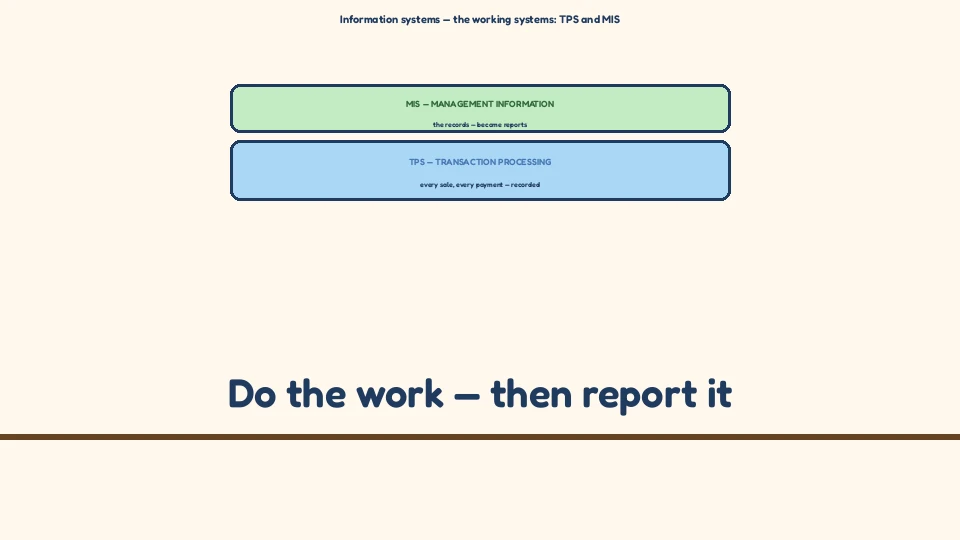 Information systems – the working systems: TPS and MIS
MIS – MANAGEMENT INFORMATION
the records – become reports
TPS – TRANSACTION PROCESSING
every sale, every payment – recorded
Do the work – then report it